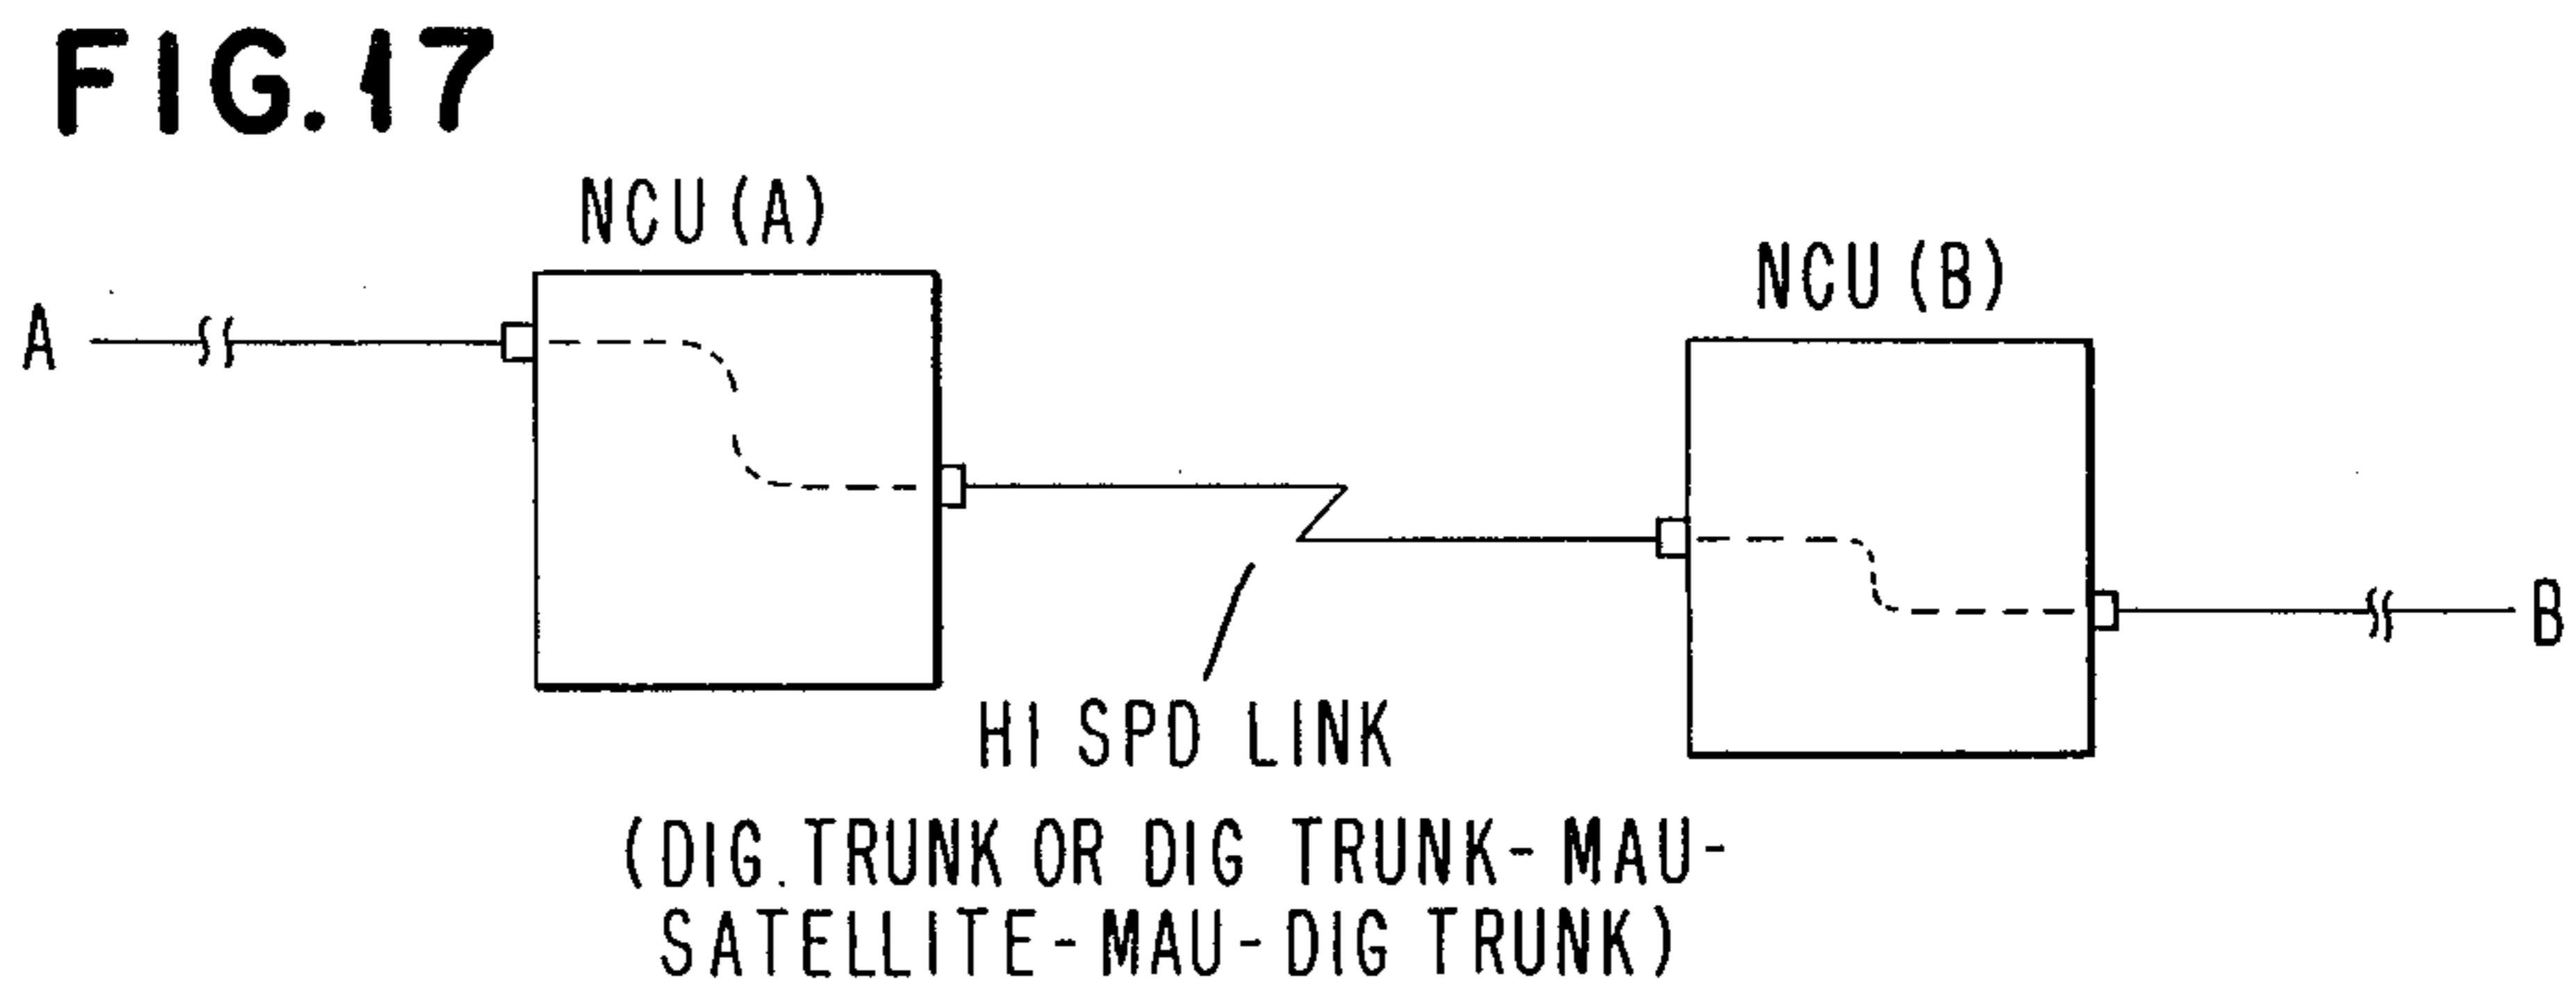 FIG.17
NCU (A)
NCU (B)
A
B
HI SPD LINK
(DIG. TRUNK OR DIG TRUNK-MAU-
SATELLITE-MAU-DIG TRUNK)